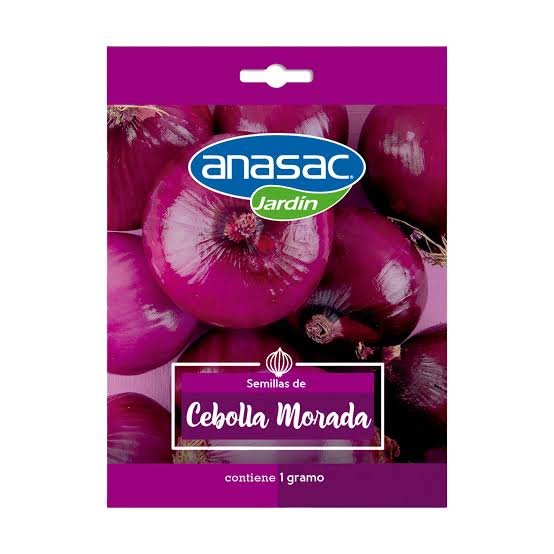 anasac®
Jardín
Semillas de
Cebolla Morada
contiene 1 gramo